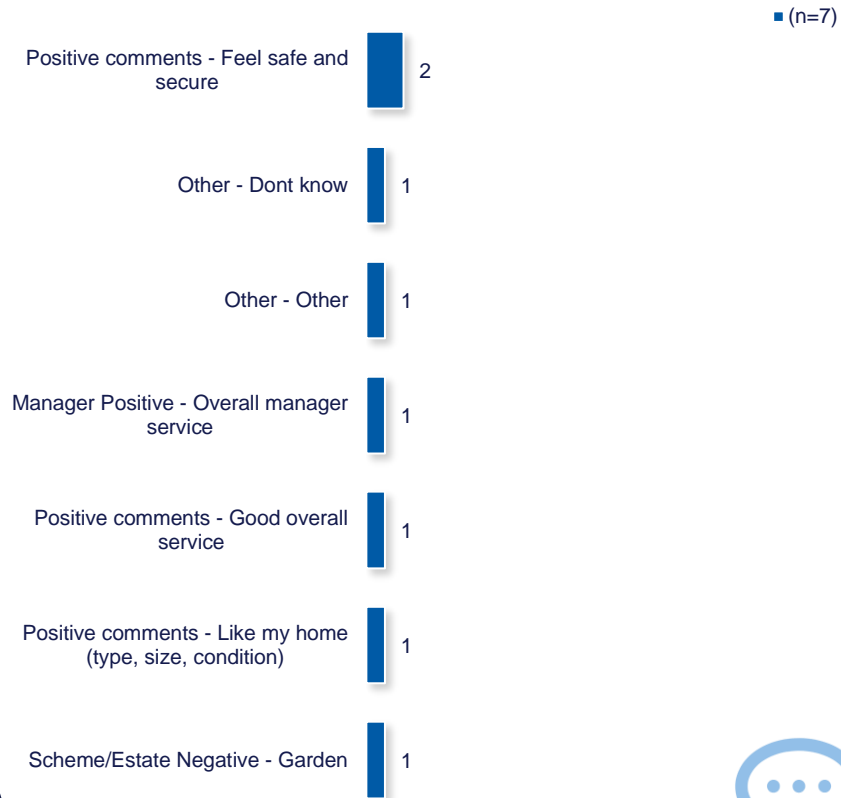 (n=7)
Positive comments - Feel safe and
secure
2
Other - Dont know
1
Other - Other
1
Manager Positive - Overall manager
service
1
Positive comments - Good overall
service
1
Positive comments - Like my home
(type, size, condition)
1
Scheme/Estate Negative - Garden
1